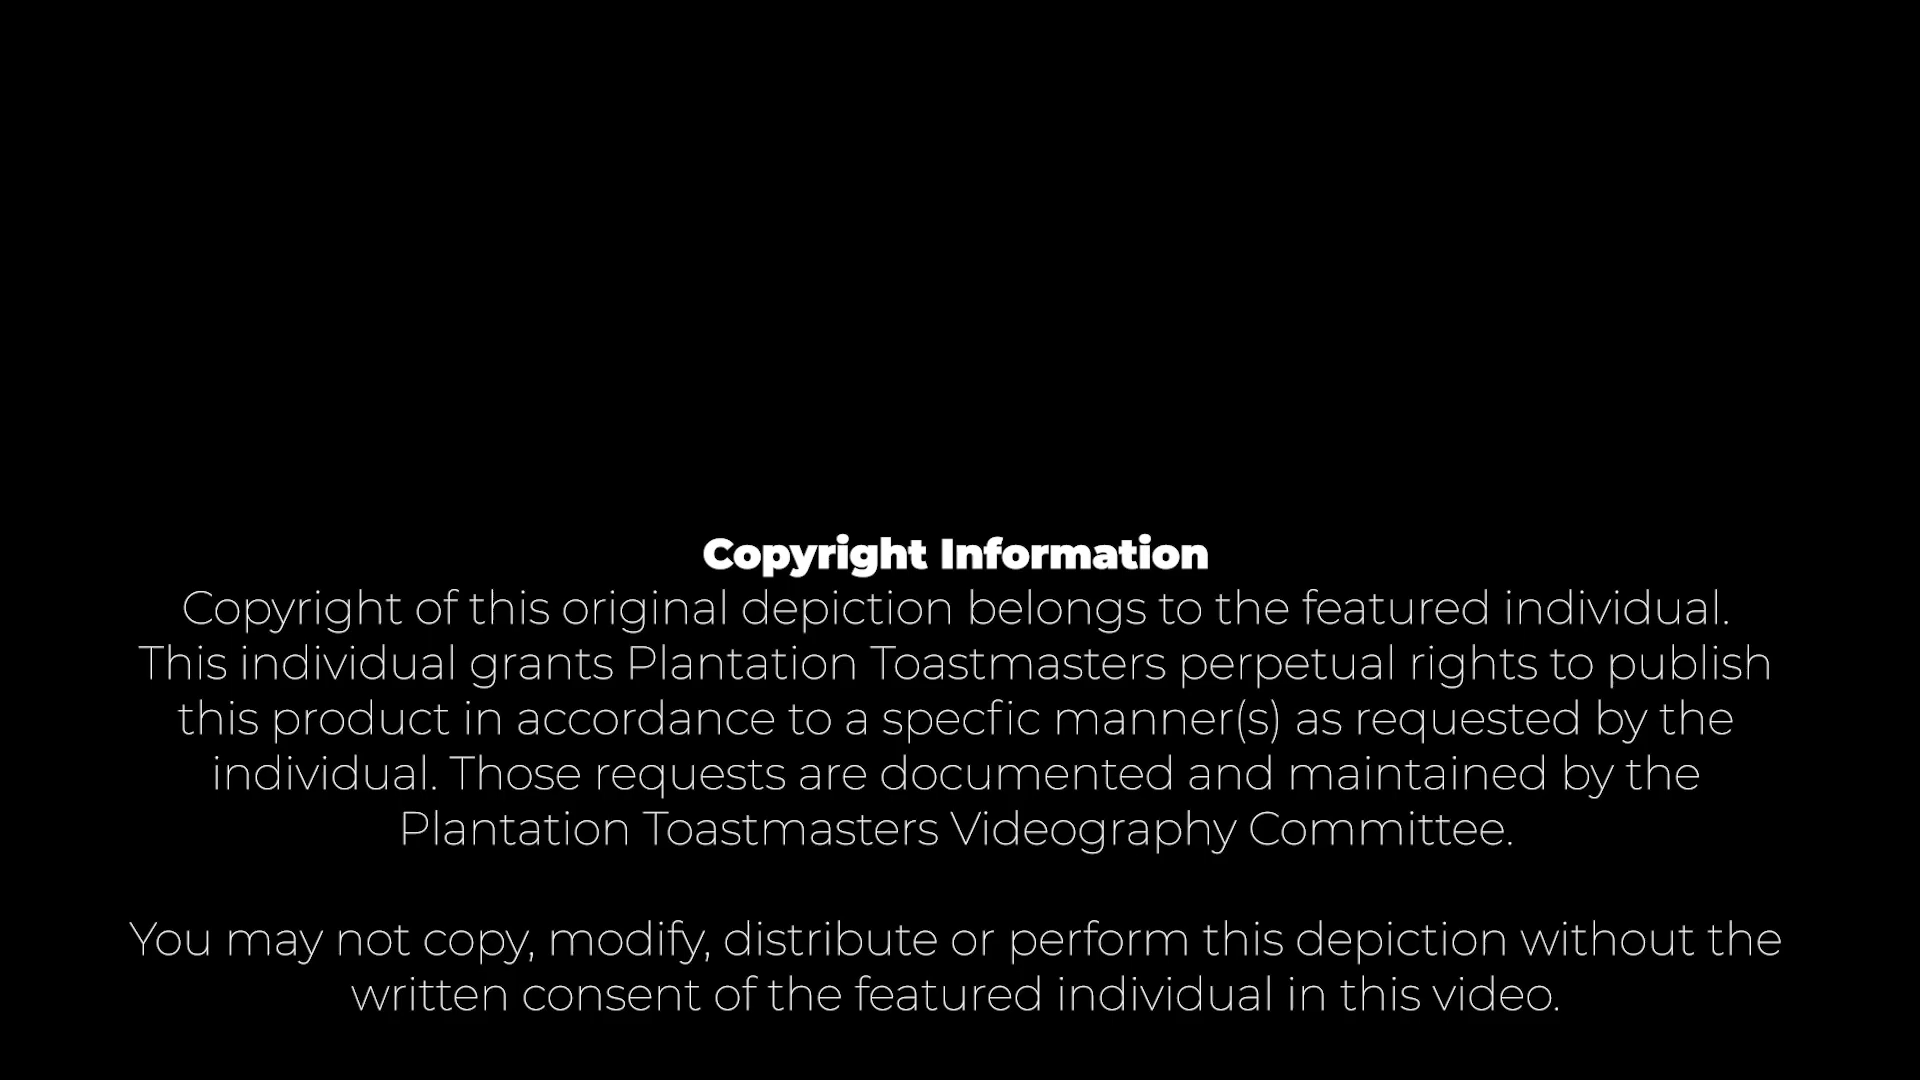 Copyright Information
Copyright of this original depiction belongs to the featured individual.
This individual grants Plantation Toastmasters perpetual rights to publish
this product in accordance to a specfic manner(s) as requested by the
individual. Those requests are documented and maintained by the
Plantation Toastmasters Videography Committee.
You may not copy, modify, distribute or perform this depiction without the
written consent of the featured individual in this video.